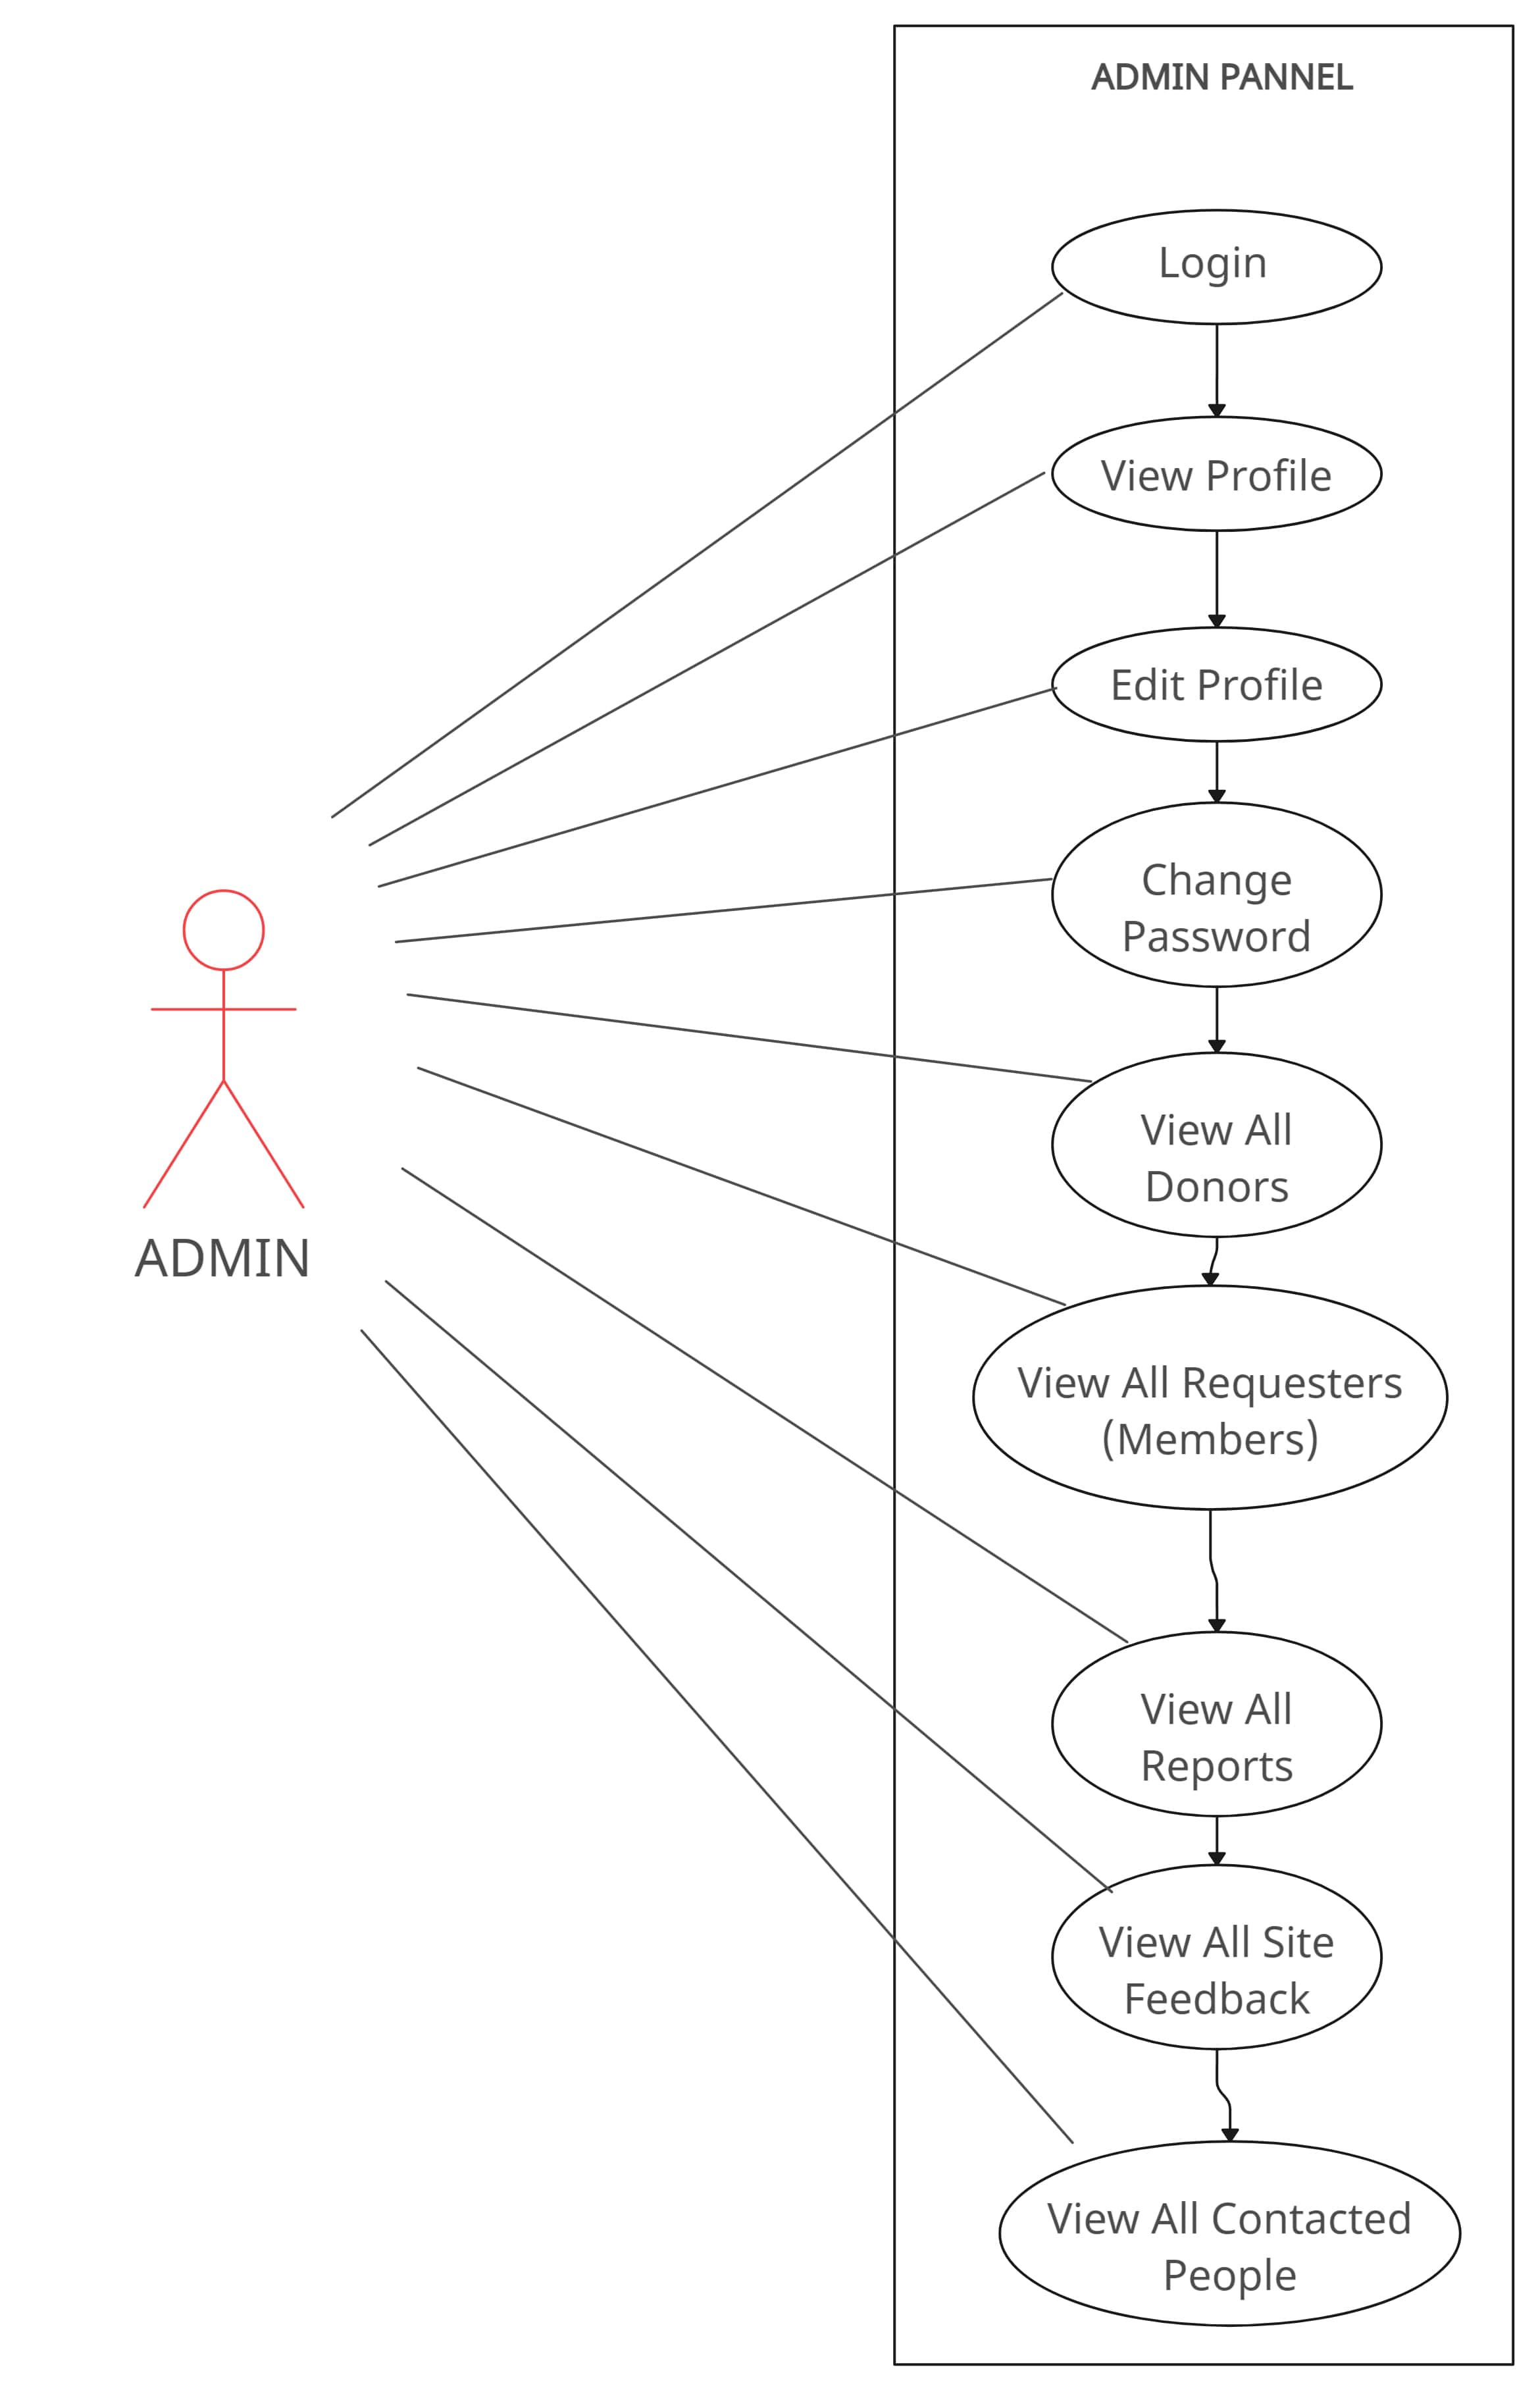 ADMIN PANNEL
Login
View Profile
Edit Profile
Change
Password
View All
Donors
ADMIN
View All Requesters
(Members)
View All
Reports
View All Site
Feedback
View All Contacted
People